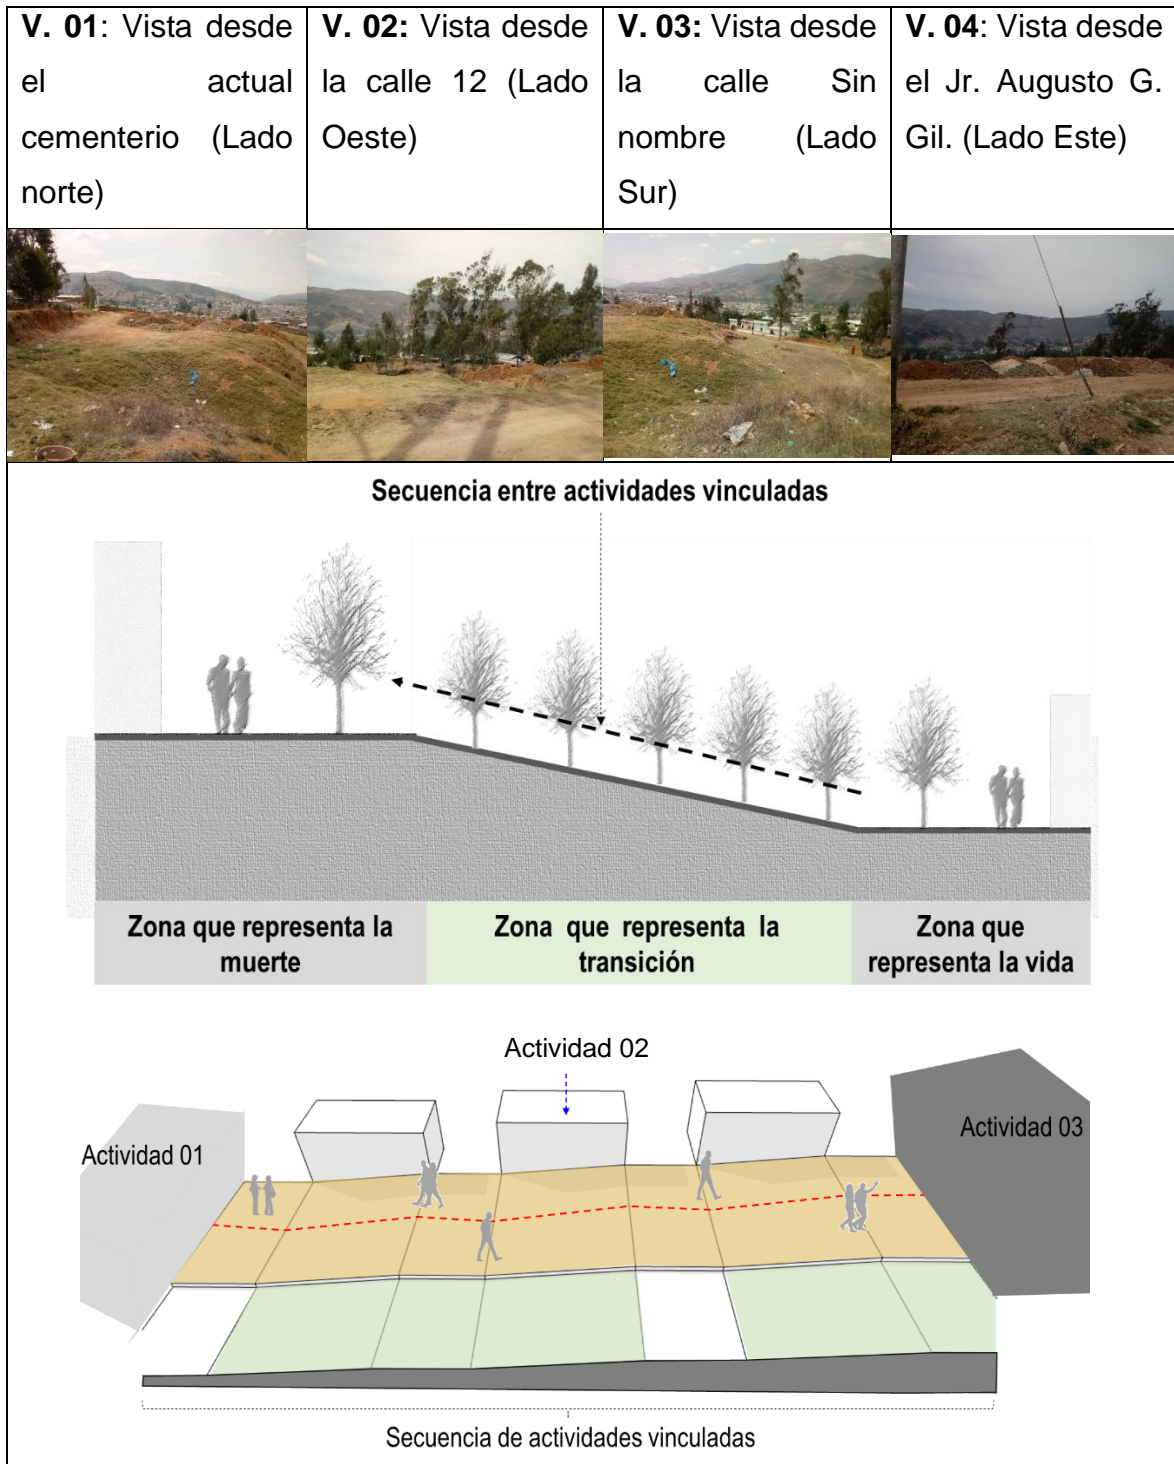 V. 01: Vista desde
el actual
cementerio (Lado
norte)
V. 02: Vista desde
la calle 12 (Lado
Oeste)
V. 03: Vista desde
la calle Sin
nombre (Lado
Sur)
V. 04: Vista desde
el Jr. Augusto G.
Gil. (Lado Este)
Secuencia entre actividades vinculadas
Zona que representa la
muerte
Zona que representa la
transición
Zona que
representa la vida
Actividad 02
Actividad 01
Actividad 03
Secuencia de actividades vinculadas